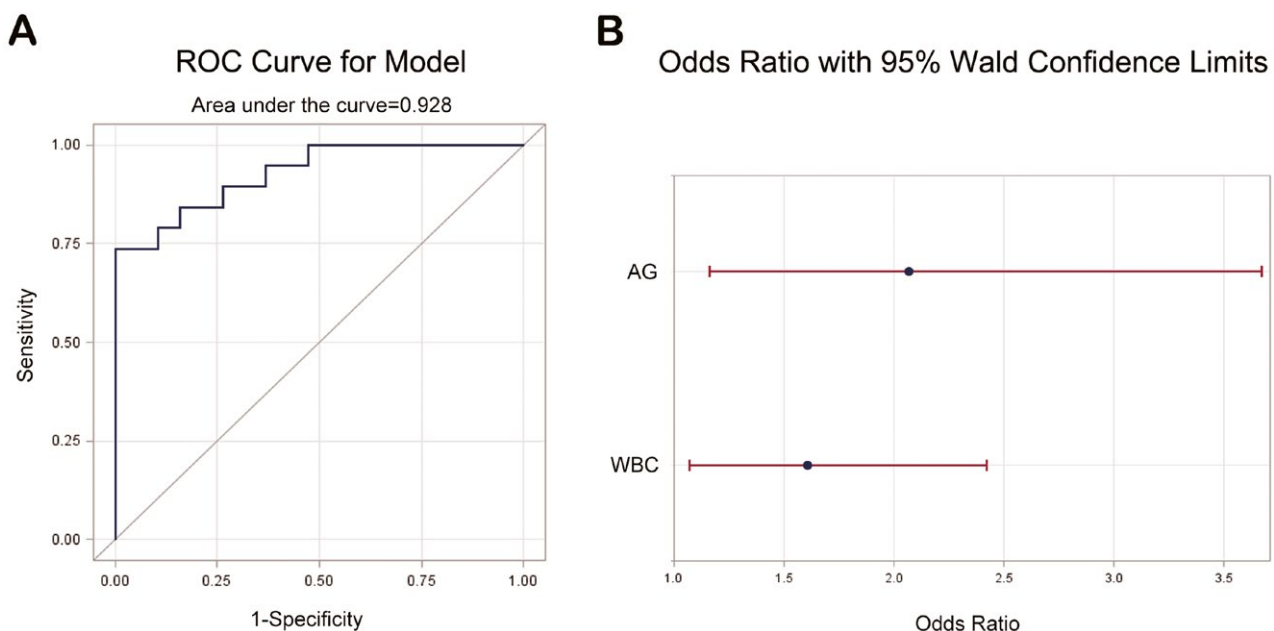 A
ROC Curve for Model
Area under the curve=0.928
1.00
0.75
0.50
0.25
0.00
Sensitivity
0.00 0.25 0.50 0.75 1.00
1-Specificity
B
Odds Ratio with 95% Wald Confidence Limits
AG
WBC
1.0 1.5 2.0 2.5 3.0 3.5
Odds Ratio